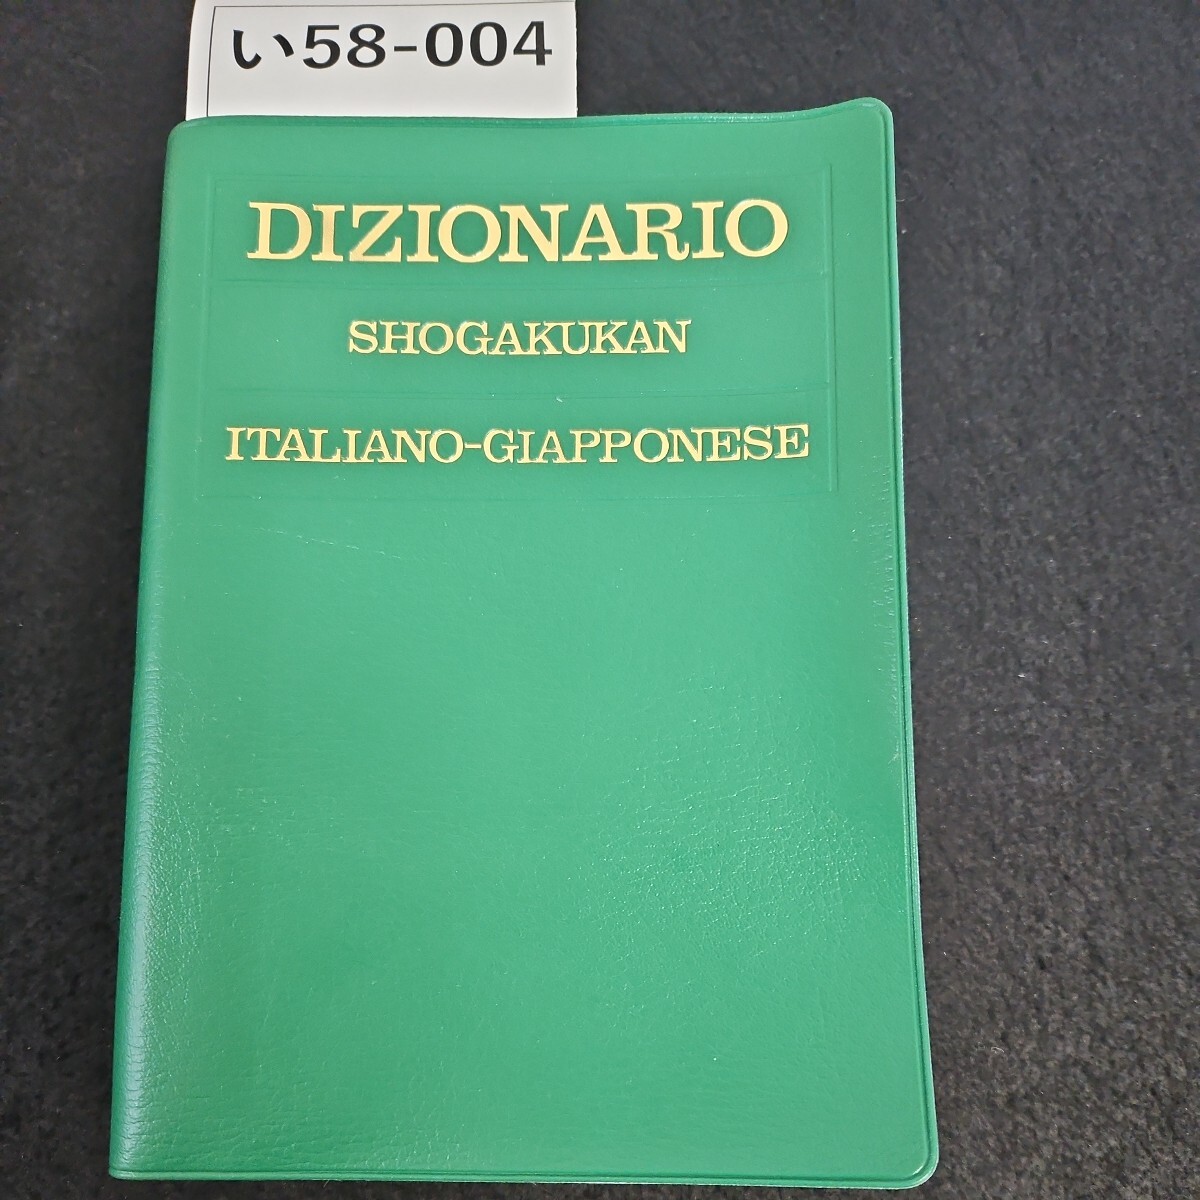 い58-004
DIZIONARIO
SHOGAKUKAN
ITALIANO-GIAPPONESE